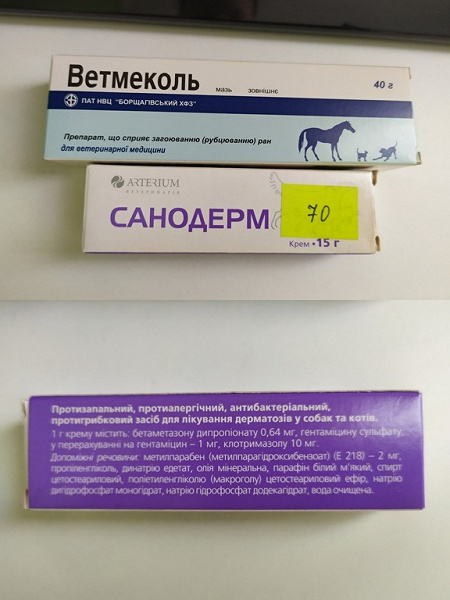 Ветмеколь
мазь зовнішнє
40 г
ПАТ НВЦ "БОРЩАГІВСЬКИЙ ХФЗ"
Препарат, що сприяє загоюванню (рубцюванню) ран
для ветеринарної медицини
ARTERIUM
ВЕТЕРИНАРІЯ
САНОДЕРМ
70
Крем • 15 г
Протизапальний, протиалергічний, антибактеріальний,
протигрибковий засіб для лікування дерматозів у собак та котів.
1 г крему містить: бетаметазону дипропіонату 0,64 мг, гентаміцину сульфату,
у перерахуванні на гентаміцин – 1 мг, клотримазолу 10 мг.
Допоміжні речовини: метилпарабен (метилпарагідроксибензоат) (Е 218) – 2 мг,
пропіленгліколь, динатрію едетат, олія мінеральна, парафін білий м'який, спирт
цетостеариловий, поліетиленгліколю (макроголу) цетостеариловий ефір, натрію
дигідрофосфат моногідрат, натрію гідрофосфат додекагідрат, вода очищена.